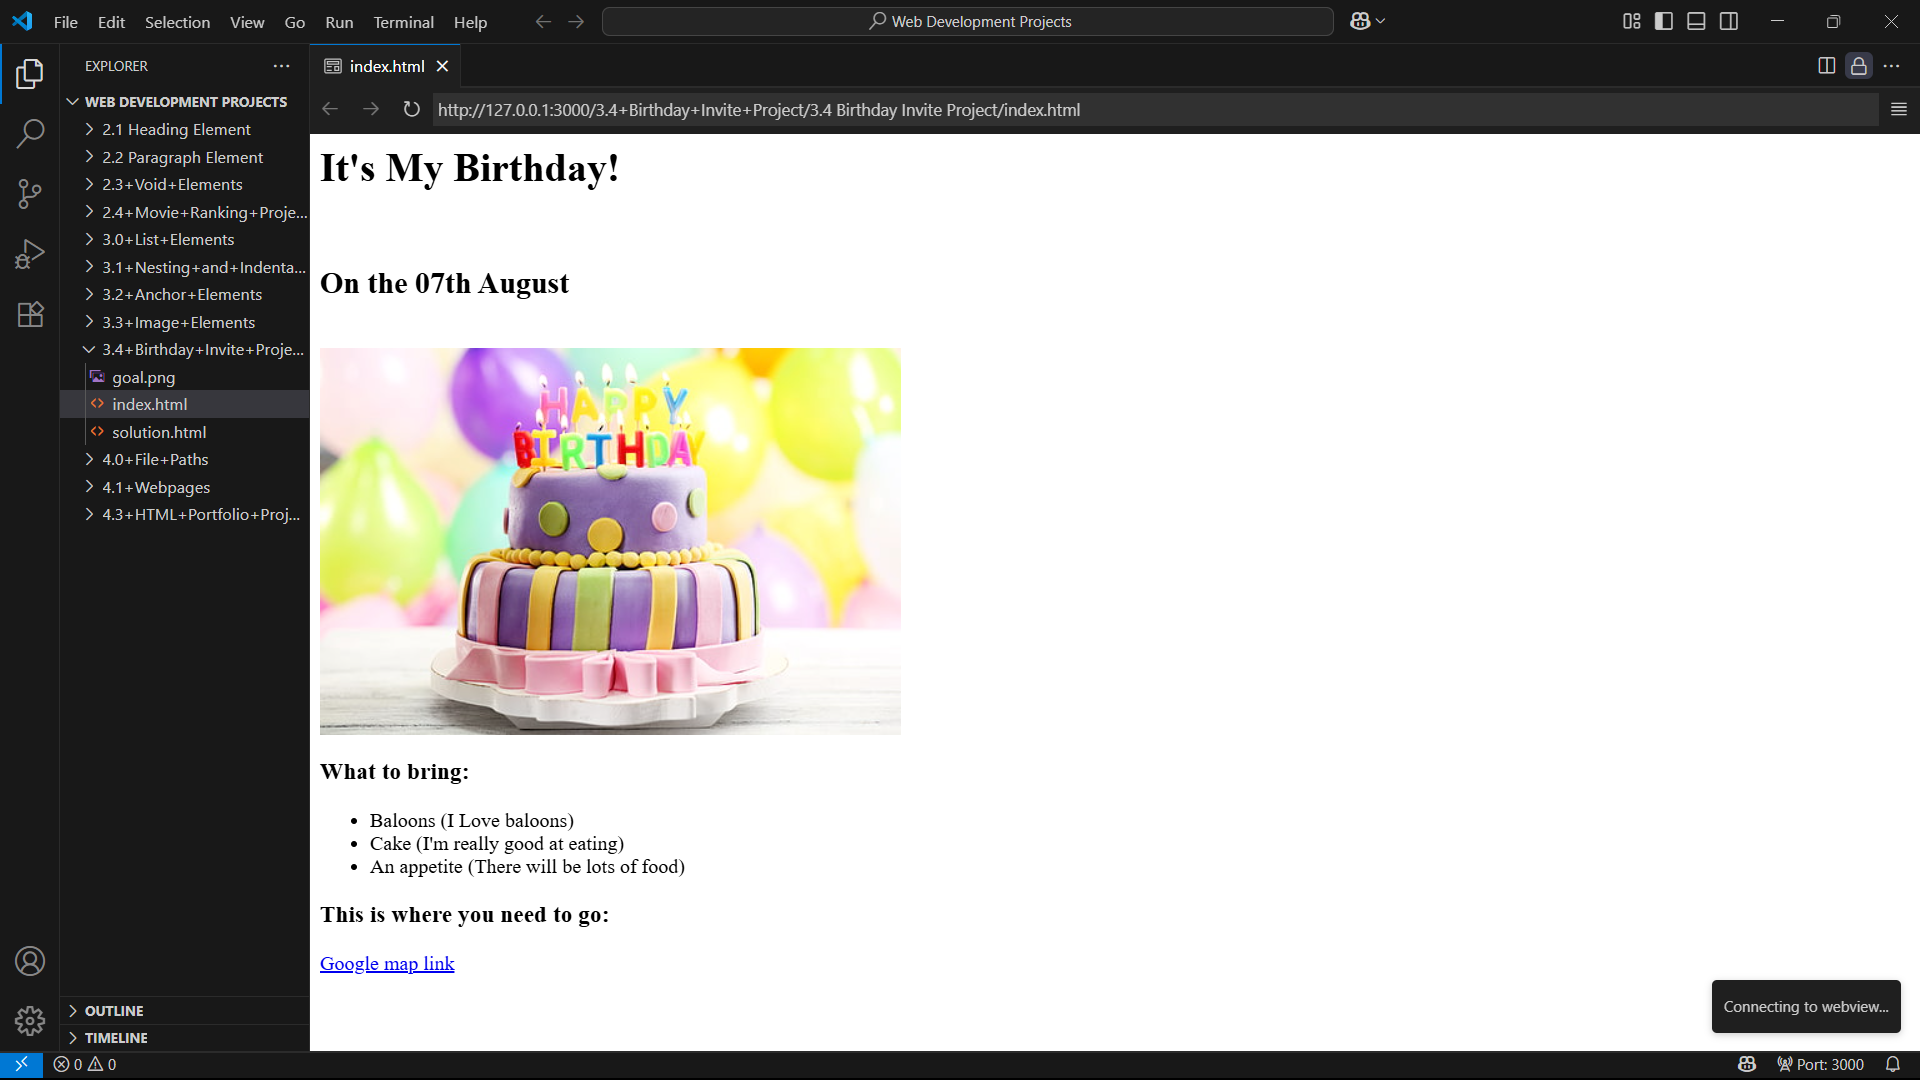 File Edit Selection View Go Run Terminal Help
Web Development Projects
EXPLORER
index.html
WEB DEVELOPMENT PROJECTS
http://127.0.0.1:3000/3.4+Birthday+Invite+Project/3.4 Birthday Invite Project/index.html
2.1 Heading Element
2.2 Paragraph Element
2.3+Void+Elements
2.4+Movie+Ranking+Proje...
3.0+List+Elements
3.1+Nesting+and+Indenta...
3.2+Anchor+Elements
3.3+Image+Elements
3.4+Birthday+Invite+Proje...
goal.png
index.html
solution.html
4.0+File+Paths
4.1+Webpages
4.3+HTML+Portfolio+Proj...
OUTLINE
TIMELINE
It's My Birthday!
On the 07th August
HAPPY
BIRTHDAY
What to bring:
Baloons (I Love baloons)
Cake (I'm really good at eating)
An appetite (There will be lots of food)
This is where you need to go:
Google map link
Connecting to webview...
0 0
Port: 3000